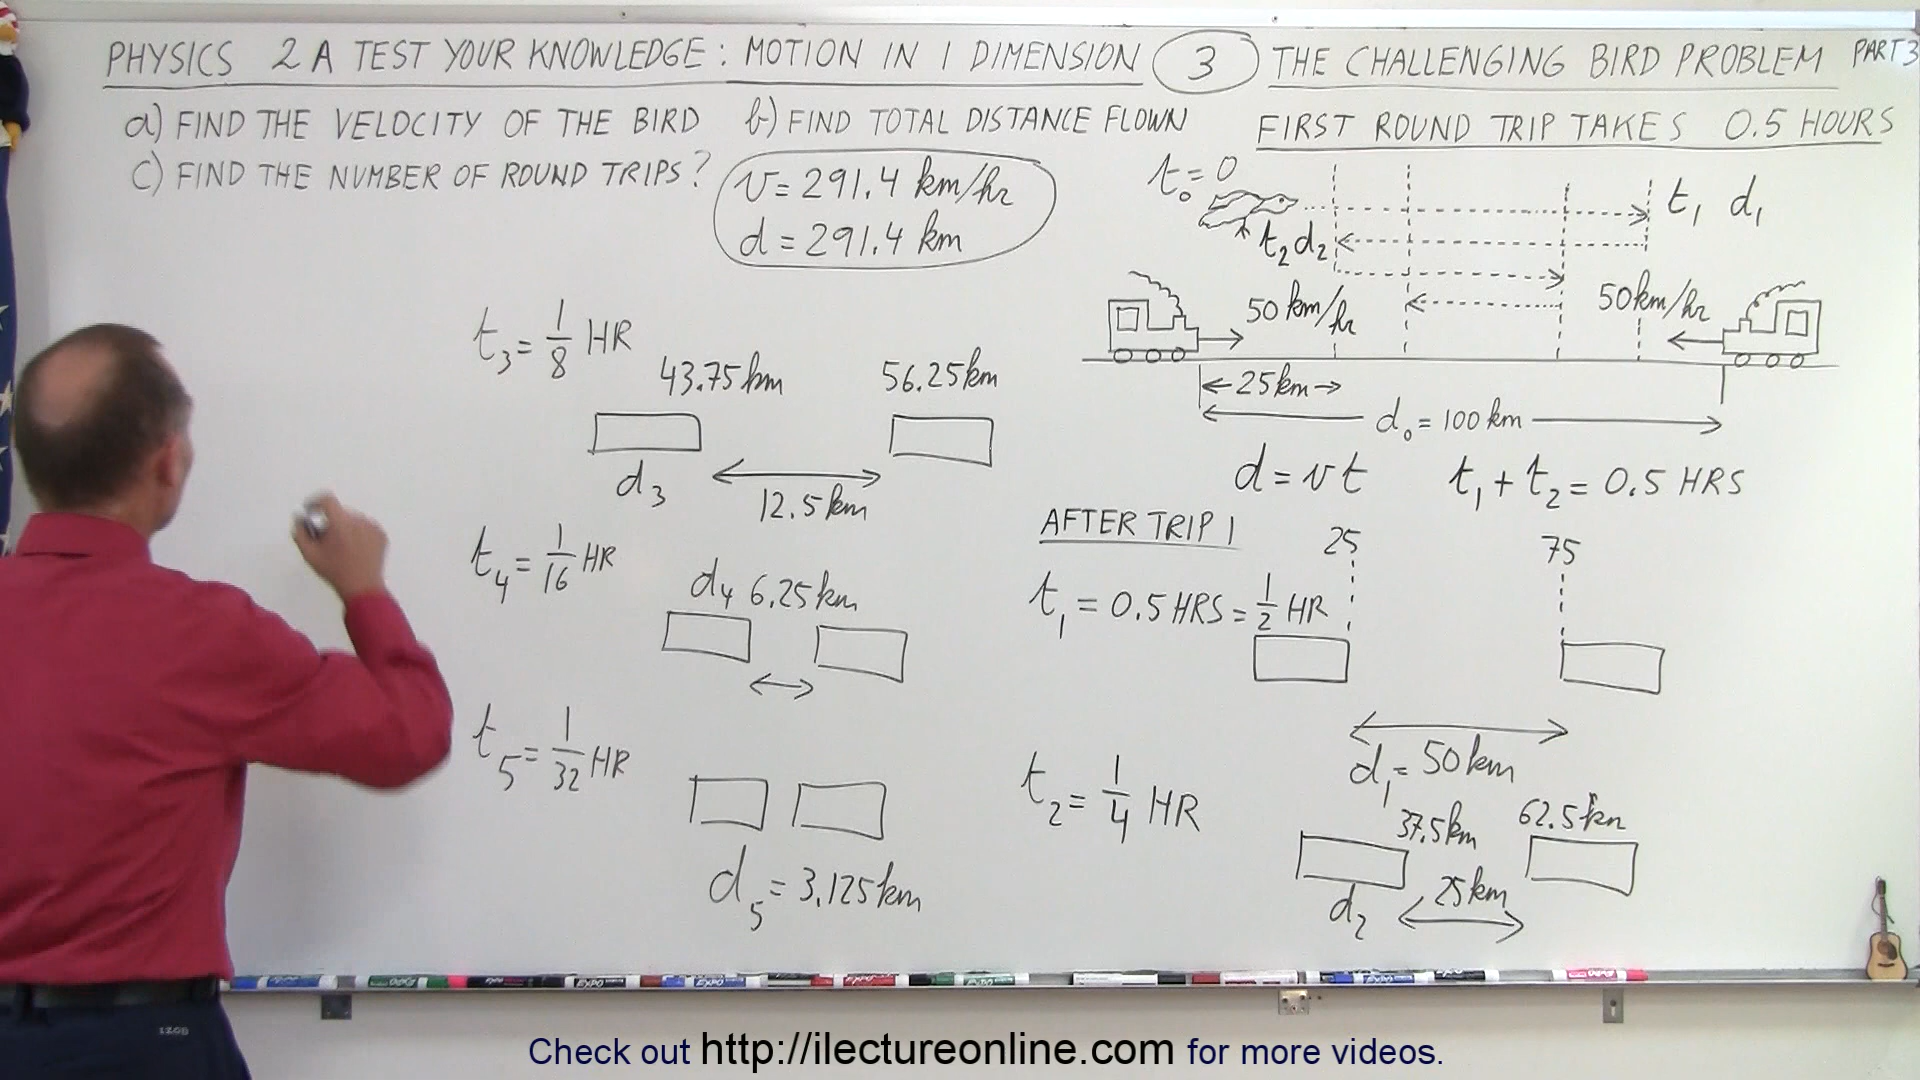 PHYSICS 2 A TEST YOUR KNOWLEDGE: MOTION IN 1 DIMENSION 3 THE CHALLENGING BIRD PROBLEM PART 3
a) FIND THE VELOCITY OF THE BIRD b) FIND TOTAL DISTANCE FLOWN
c) FIND THE NUMBER OF ROUND TRIPS?
v = 291.4 km/hr
d = 291.4 km
FIRST ROUND TRIP TAKES 0.5 HOURS
t₀ = 0
t₁ d₁
t₂ d₂
50 km/hr
50 km/hr
25 km
d₀ = 100 km
d = vt t₁ + t₂ = 0.5 HRS
t₃ = 1/8 HR
43.75 km 56.25 km
d₃ 12.5 km
t₄ = 1/16 HR
d₄ 6.25 km
t₅ = 1/32 HR
d₅ = 3.125 km
AFTER TRIP 1
25 75
t₁ = 0.5 HRS = 1/2 HR
d₁ = 50 km
t₂ = 1/4 HR
37.5 km 62.5 km
d₂ 25 km
EXPO
EXPO
EXPO
EXPO
IZOD
Check out http://ilectureonline.com for more videos.